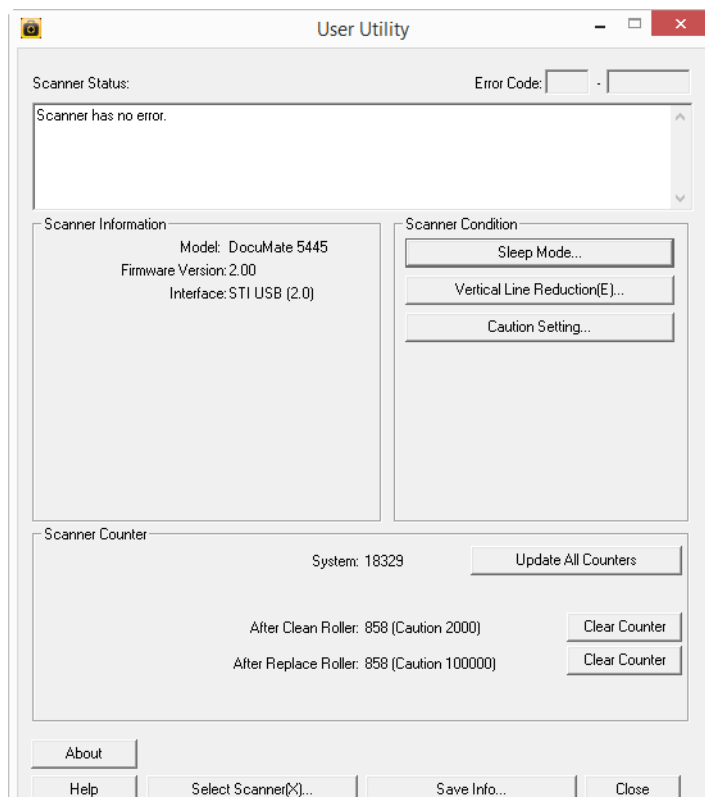 User Utility
Scanner Status:
Error Code:
-
Scanner has no error.
Scanner Information
Model: DocuMate 5445
Firmware Version: 2.00
Interface: STI USB (2.0)
Scanner Condition
Sleep Mode...
Vertical Line Reduction(E)...
Caution Setting...
Scanner Counter
System: 18329
Update All Counters
After Clean Roller: 858 (Caution 2000)
Clear Counter
After Replace Roller: 858 (Caution 100000)
Clear Counter
About
Help
Select Scanner(X)...
Save Info...
Close